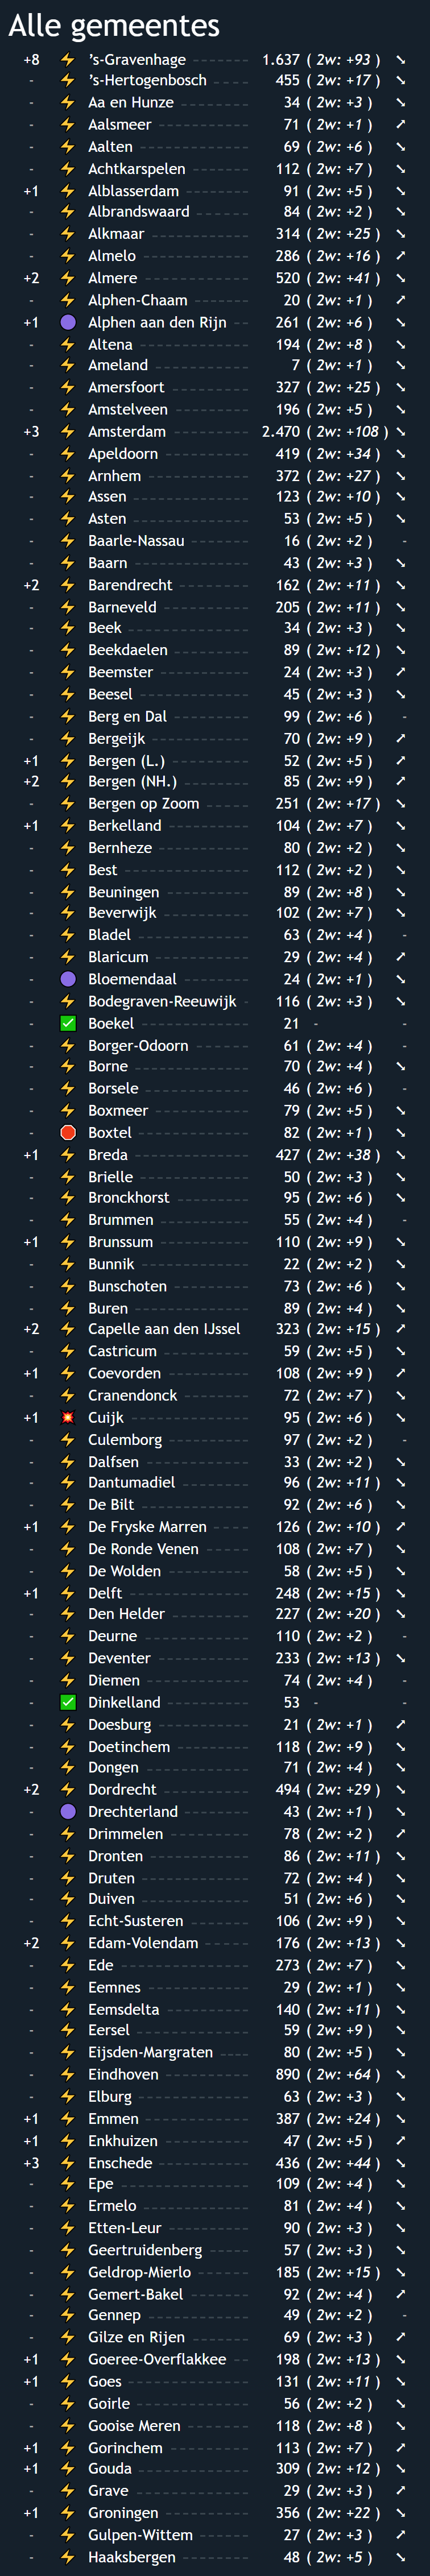 Alle gemeentes
+8 ’s-Gravenhage 1.637 ( 2w: +93 ) ↘
- ’s-Hertogenbosch 455 ( 2w: +17 ) ↘
- Aa en Hunze 34 ( 2w: +3 ) ↘
- Aalsmeer 71 ( 2w: +1 ) ↗
- Aalten 69 ( 2w: +6 ) ↘
- Achtkarspelen 112 ( 2w: +7 ) ↘
+1 Alblasserdam 91 ( 2w: +5 ) ↘
- Albrandswaard 84 ( 2w: +2 ) ↘
- Alkmaar 314 ( 2w: +25 ) ↘
- Almelo 286 ( 2w: +16 ) ↗
+2 Almere 520 ( 2w: +41 ) ↘
- Alphen-Chaam 20 ( 2w: +1 ) ↗
+1 Alphen aan den Rijn 261 ( 2w: +6 ) ↘
- Altena 194 ( 2w: +8 ) ↘
- Ameland 7 ( 2w: +1 ) ↘
- Amersfoort 327 ( 2w: +25 ) ↘
- Amstelveen 196 ( 2w: +5 ) ↘
+3 Amsterdam 2.470 ( 2w: +108 ) ↘
- Apeldoorn 419 ( 2w: +34 ) ↘
- Arnhem 372 ( 2w: +27 ) ↘
- Assen 123 ( 2w: +10 ) ↘
- Asten 53 ( 2w: +5 ) ↘
- Baarle-Nassau 16 ( 2w: +2 ) -
- Baarn 43 ( 2w: +3 ) ↘
+2 Barendrecht 162 ( 2w: +11 ) ↘
- Barneveld 205 ( 2w: +11 ) ↘
- Beek 34 ( 2w: +3 ) ↘
- Beekdaelen 89 ( 2w: +12 ) ↘
- Beemster 24 ( 2w: +3 ) ↗
- Beesel 45 ( 2w: +3 ) ↘
- Berg en Dal 99 ( 2w: +6 ) -
- Bergeijk 70 ( 2w: +9 ) ↗
+1 Bergen (L.) 52 ( 2w: +5 ) ↗
+2 Bergen (NH.) 85 ( 2w: +9 ) ↗
- Bergen op Zoom 251 ( 2w: +17 ) ↘
+1 Berkelland 104 ( 2w: +7 ) ↘
- Bernheze 80 ( 2w: +2 ) ↘
- Best 112 ( 2w: +2 ) ↘
- Beuningen 89 ( 2w: +8 ) ↘
- Beverwijk 102 ( 2w: +7 ) ↘
- Bladel 63 ( 2w: +4 ) -
- Blaricum 29 ( 2w: +4 ) ↗
- Bloemendaal 24 ( 2w: +1 ) ↘
- Bodegraven-Reeuwijk 116 ( 2w: +3 ) ↘
- Boekel 21 - -
- Borger-Odoorn 61 ( 2w: +4 ) -
- Borne 70 ( 2w: +4 ) ↘
- Borsele 46 ( 2w: +6 ) -
- Boxmeer 79 ( 2w: +5 ) ↘
- Boxtel 82 ( 2w: +1 ) ↘
+1 Breda 427 ( 2w: +38 ) ↘
- Brielle 50 ( 2w: +3 ) ↘
- Bronckhorst 95 ( 2w: +6 ) ↘
- Brummen 55 ( 2w: +4 ) -
+1 Brunssum 110 ( 2w: +9 ) ↘
- Bunnik 22 ( 2w: +2 ) ↘
- Bunschoten 73 ( 2w: +6 ) ↘
- Buren 89 ( 2w: +4 ) ↘
+2 Capelle aan den IJssel 323 ( 2w: +15 ) ↗
- Castricum 59 ( 2w: +5 ) ↘
+1 Coevorden 108 ( 2w: +9 ) ↗
- Cranendonck 72 ( 2w: +7 ) ↘
+1 Cuijk 95 ( 2w: +6 ) ↘
- Culemborg 97 ( 2w: +2 ) -
- Dalfsen 33 ( 2w: +2 ) ↘
- Dantumadiel 96 ( 2w: +11 ) ↘
- De Bilt 92 ( 2w: +6 ) ↘
+1 De Fryske Marren 126 ( 2w: +10 ) ↗
- De Ronde Venen 108 ( 2w: +7 ) ↘
- De Wolden 58 ( 2w: +5 ) ↘
+1 Delft 248 ( 2w: +15 ) ↘
- Den Helder 227 ( 2w: +20 ) ↘
- Deurne 110 ( 2w: +2 ) -
- Deventer 233 ( 2w: +13 ) ↘
- Diemen 74 ( 2w: +4 ) -
- Dinkelland 53 - -
- Doesburg 21 ( 2w: +1 ) ↗
- Doetinchem 118 ( 2w: +9 ) ↘
- Dongen 71 ( 2w: +4 ) ↘
+2 Dordrecht 494 ( 2w: +29 ) ↘
- Drechterland 43 ( 2w: +1 ) ↘
- Drimmelen 78 ( 2w: +2 ) ↗
- Dronten 86 ( 2w: +11 ) ↘
- Druten 72 ( 2w: +4 ) ↘
- Duiven 51 ( 2w: +6 ) ↘
- Echt-Susteren 106 ( 2w: +9 ) ↘
+2 Edam-Volendam 176 ( 2w: +13 ) ↘
- Ede 273 ( 2w: +7 ) ↘
- Eemnes 29 ( 2w: +1 ) ↘
- Eemsdelta 140 ( 2w: +11 ) ↘
- Eersel 59 ( 2w: +9 ) ↘
- Eijsden-Margraten 80 ( 2w: +5 ) ↘
- Eindhoven 890 ( 2w: +64 ) ↘
- Elburg 63 ( 2w: +3 ) ↘
+1 Emmen 387 ( 2w: +24 ) ↘
+1 Enkhuizen 47 ( 2w: +5 ) ↗
+3 Enschede 436 ( 2w: +44 ) ↘
- Epe 109 ( 2w: +4 ) ↘
- Ermelo 81 ( 2w: +4 ) ↘
- Etten-Leur 90 ( 2w: +3 ) ↘
- Geertruidenberg 57 ( 2w: +3 ) ↘
- Geldrop-Mierlo 185 ( 2w: +15 ) ↘
- Gemert-Bakel 92 ( 2w: +4 ) ↗
- Gennep 49 ( 2w: +2 ) -
- Gilze en Rijen 69 ( 2w: +3 ) ↗
+1 Goeree-Overflakkee 198 ( 2w: +13 ) ↘
+1 Goes 131 ( 2w: +11 ) ↘
- Goirle 56 ( 2w: +2 ) ↘
- Gooise Meren 118 ( 2w: +8 ) ↘
+1 Gorinchem 113 ( 2w: +7 ) ↗
+1 Gouda 309 ( 2w: +12 ) ↘
- Grave 29 ( 2w: +3 ) ↗
+1 Groningen 356 ( 2w: +22 ) ↘
- Gulpen-Wittem 27 ( 2w: +3 ) ↗
- Haaksbergen 48 ( 2w: +5 ) ↘